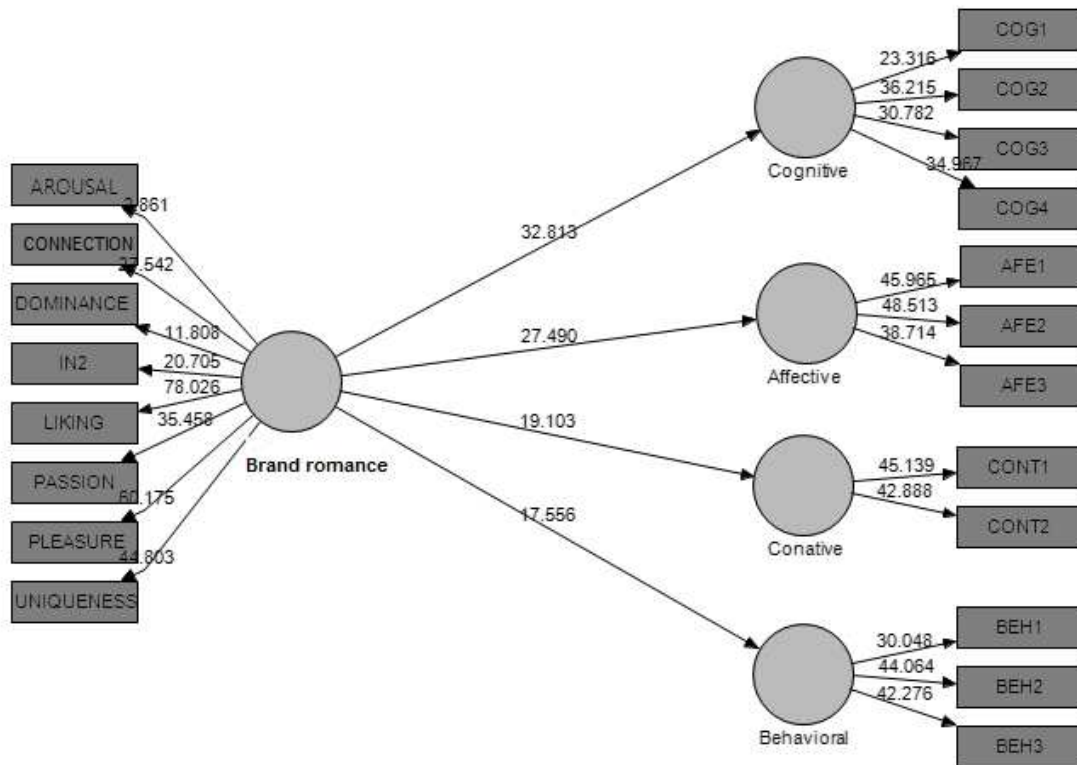 AROUSAL
CONNECTION
DOMINANCE
11.808
IN2
20.705
78.026
LIKING
35.458
PASSION
60.175
PLEASURE
44.803
UNIQUENESS
Brand romance
32.813
27.490
19.103
17.556
Cognitive
23.316
36.215
30.782
34.967
COG1
COG2
COG3
COG4
Affective
45.965
48.513
38.714
AFE1
AFE2
AFE3
Conative
45.139
42.888
CONT1
CONT2
Behavioral
30.048
44.064
42.276
BEH1
BEH2
BEH3